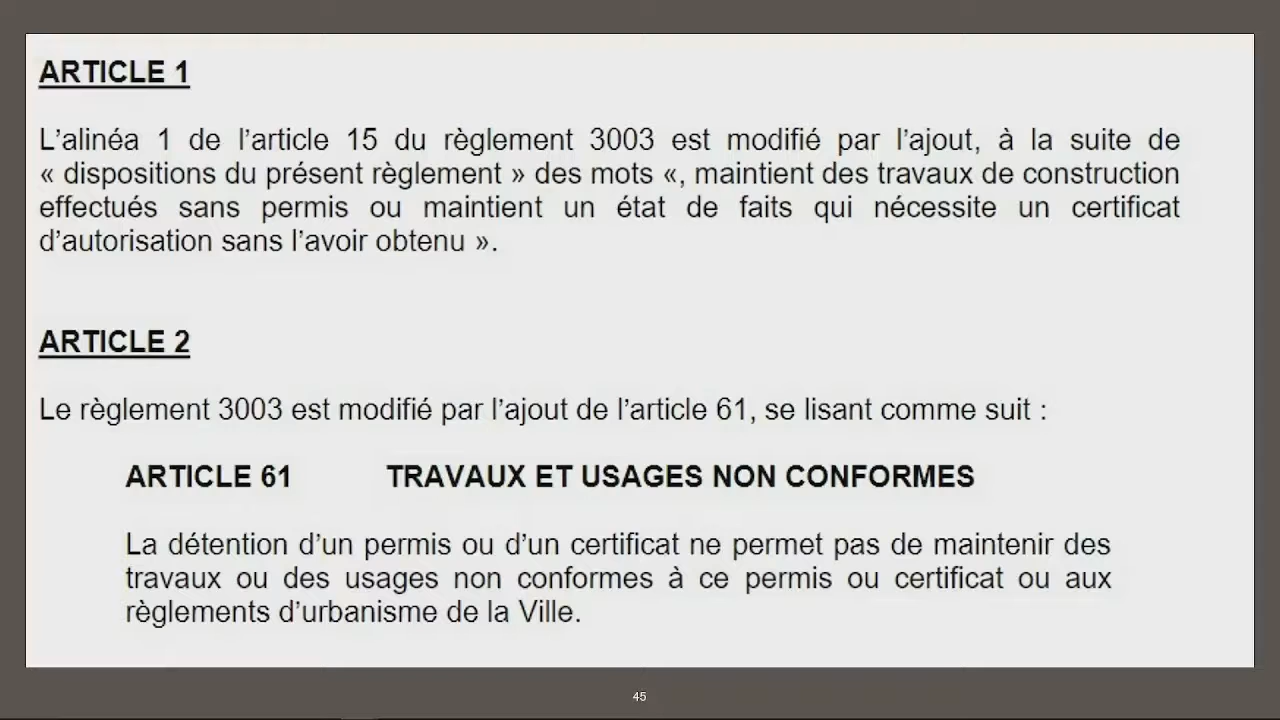 ARTICLE 1
L'alinéa 1 de l'article 15 du règlement 3003 est modifié par l'ajout, à la suite de
« dispositions du présent règlement » des mots «, maintient des travaux de construction
effectués sans permis ou maintient un état de faits qui nécessite un certificat
d'autorisation sans l'avoir obtenu ».
ARTICLE 2
Le règlement 3003 est modifié par l'ajout de l'article 61, se lisant comme suit :
ARTICLE 61 TRAVAUX ET USAGES NON CONFORMES
La détention d'un permis ou d'un certificat ne permet pas de maintenir des
travaux ou des usages non conformes à ce permis ou certificat ou aux
règlements d'urbanisme de la Ville.
45